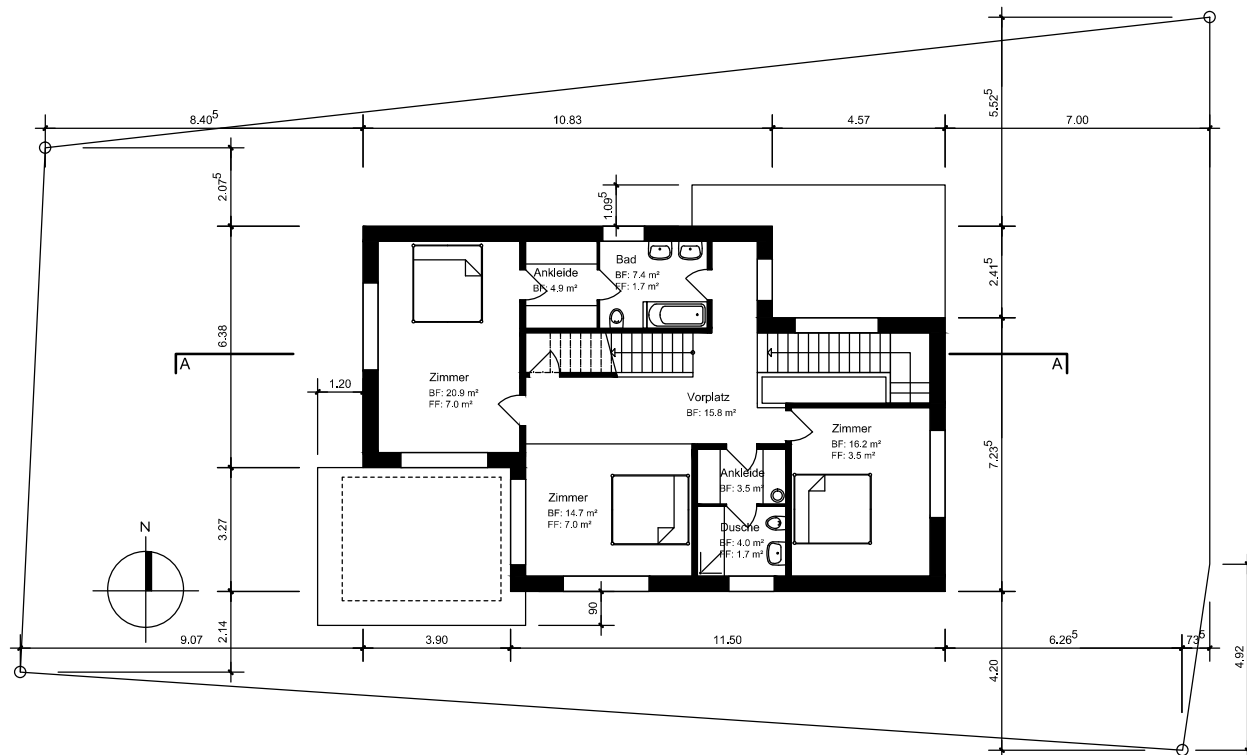 5.52⁵
8.40⁵
10.83
4.57
7.00
2.07⁵
1.09⁵
Ankleide
BF: 4.9 m²
Bad
BF: 7.4 m²
FF: 1.7 m²
2.41⁵
6.38
A
A
1.20
Zimmer
BF: 20.9 m²
FF: 7.0 m²
Vorplatz
BF: 15.8 m²
Zimmer
BF: 16.2 m²
FF: 3.5 m²
7.23⁵
Ankleide
BF: 3.5 m²
Zimmer
BF: 14.7 m²
FF: 7.0 m²
Dusche
BF: 4.0 m²
FF: 1.7 m²
3.27
N
90
9.07
2.14
3.90
11.50
6.26⁵
73⁵
4.20
4.92